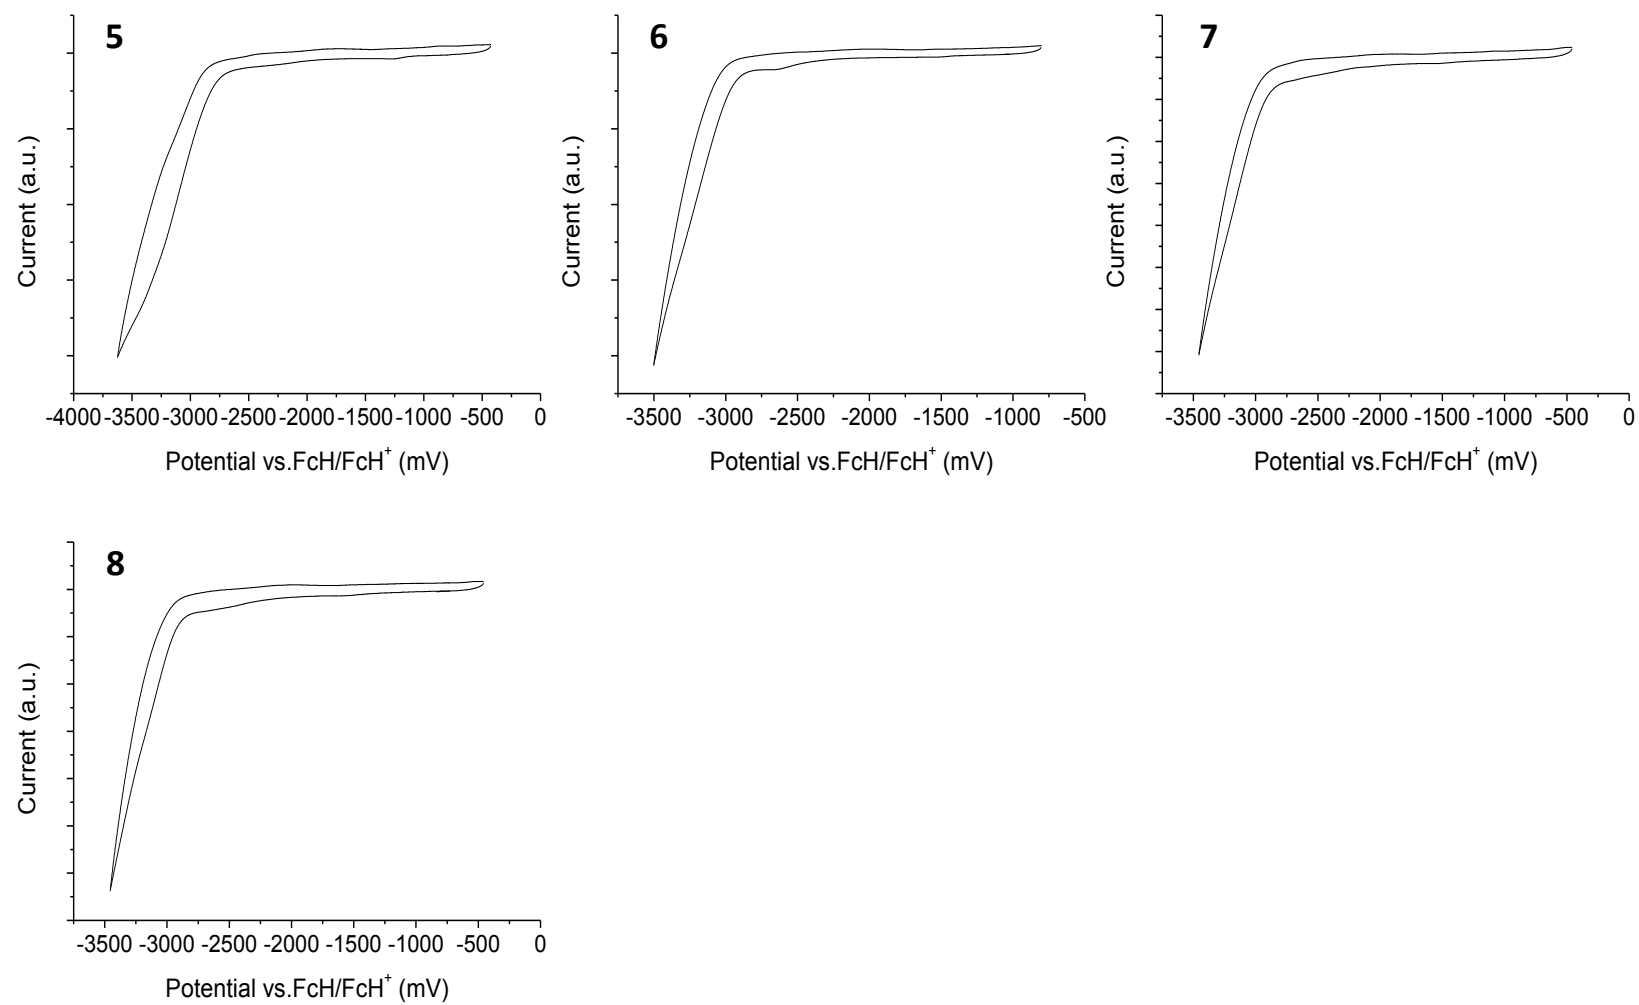 5
Current (a.u.)
-4000 -3500 -3000 -2500 -2000 -1500 -1000 -500 0
Potential vs.FcH/FcH⁺ (mV)
6
Current (a.u.)
-3500 -3000 -2500 -2000 -1500 -1000 -500
Potential vs.FcH/FcH⁺ (mV)
7
Current (a.u.)
-3500 -3000 -2500 -2000 -1500 -1000 -500 0
Potential vs.FcH/FcH⁺ (mV)
8
Current (a.u.)
-3500 -3000 -2500 -2000 -1500 -1000 -500 0
Potential vs.FcH/FcH⁺ (mV)